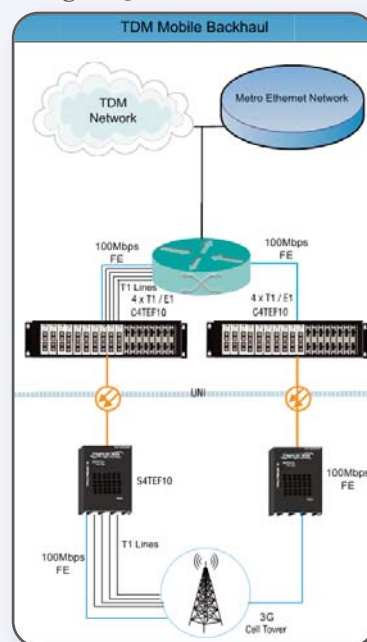 TDM Mobile Backhaul
TDM
Network
Metro Ethernet Network
100Mbps
FE
100Mbps
FE
T1 Lines
4 x T1 / E1
C4TEF10
4 x T1 / E1
C4TEF10
UNI
S4TEF10
100Mbps
FE
100Mbps
FE
T1 Lines
3G
Cell Tower